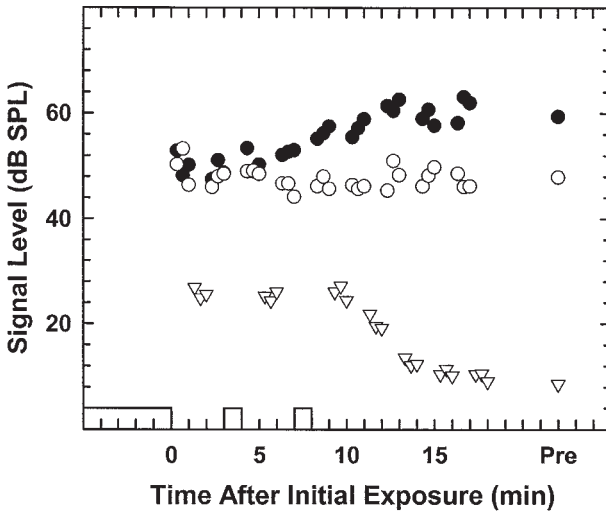 Signal Level (dB SPL)
60
40
20
0 5 10 15 Pre
Time After Initial Exposure (min)